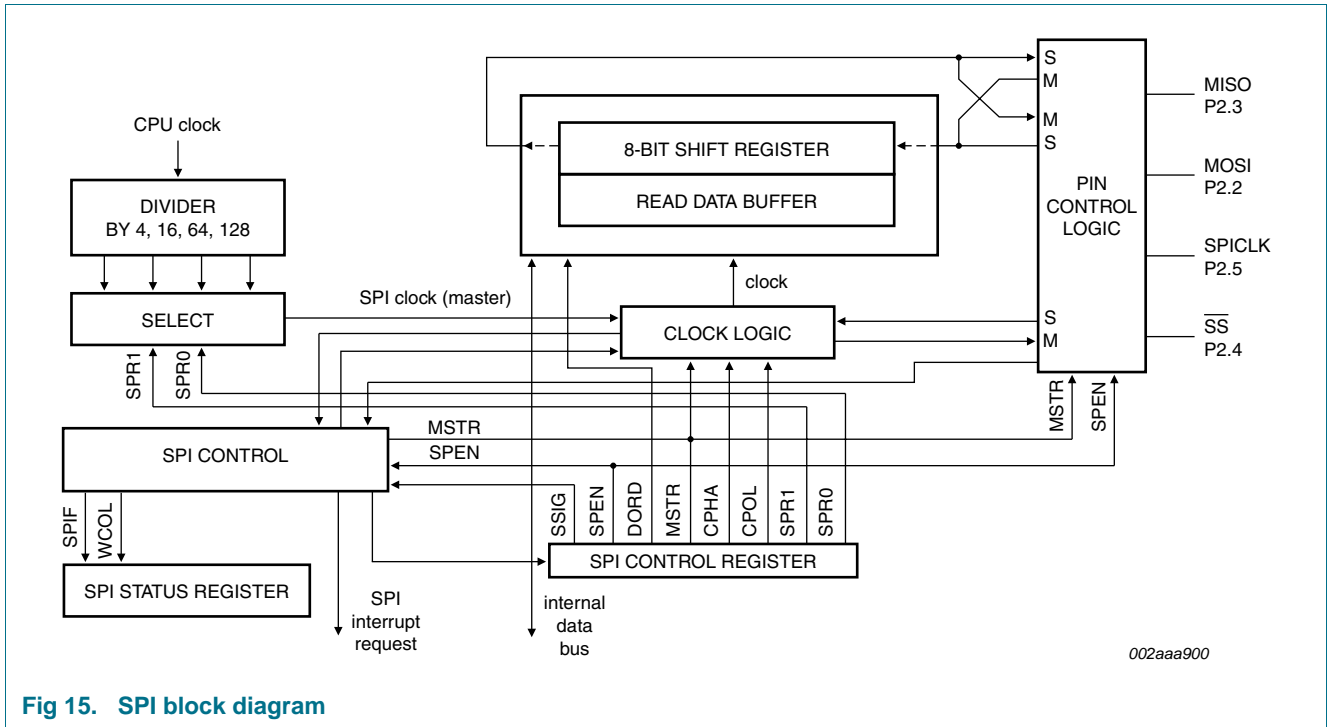 CPU clock
DIVIDER
BY 4, 16, 64, 128
SELECT
SPR1
SPR0
SPI clock (master)
8-BIT SHIFT REGISTER
READ DATA BUFFER
clock
CLOCK LOGIC
S
M
M
S
PIN
CONTROL
LOGIC
S
M
MISO
P2.3
MOSI
P2.2
SPICLK
P2.5
SS
P2.4
MSTR
SPEN
SPI CONTROL
MSTR
SPEN
SPIF
WCOL
SPI STATUS REGISTER
SSIG
SPEN
DORD
MSTR
CPHA
CPOL
SPR1
SPR0
SPI CONTROL REGISTER
SPI
interrupt
request
internal
data
bus
002aaa900
Fig 15. SPI block diagram